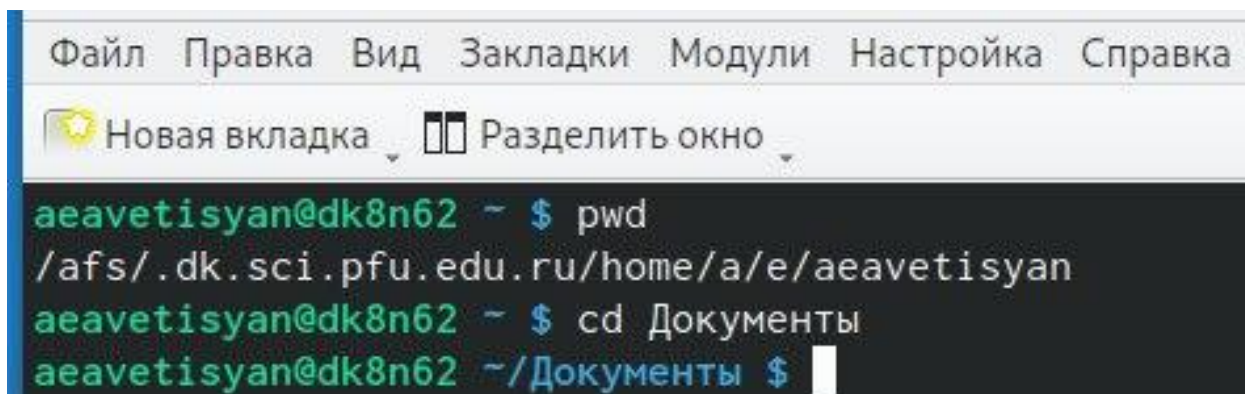 Файл Правка Вид Закладки Модули Настройка Справка
Новая вкладка Разделить окно
aeavetisyan@dk8n62 ~ $ pwd
/afs/.dk.sci.pfu.edu.ru/home/a/e/aeavetisyan
aeavetisyan@dk8n62 ~ $ cd Документы
aeavetisyan@dk8n62 ~/Документы $